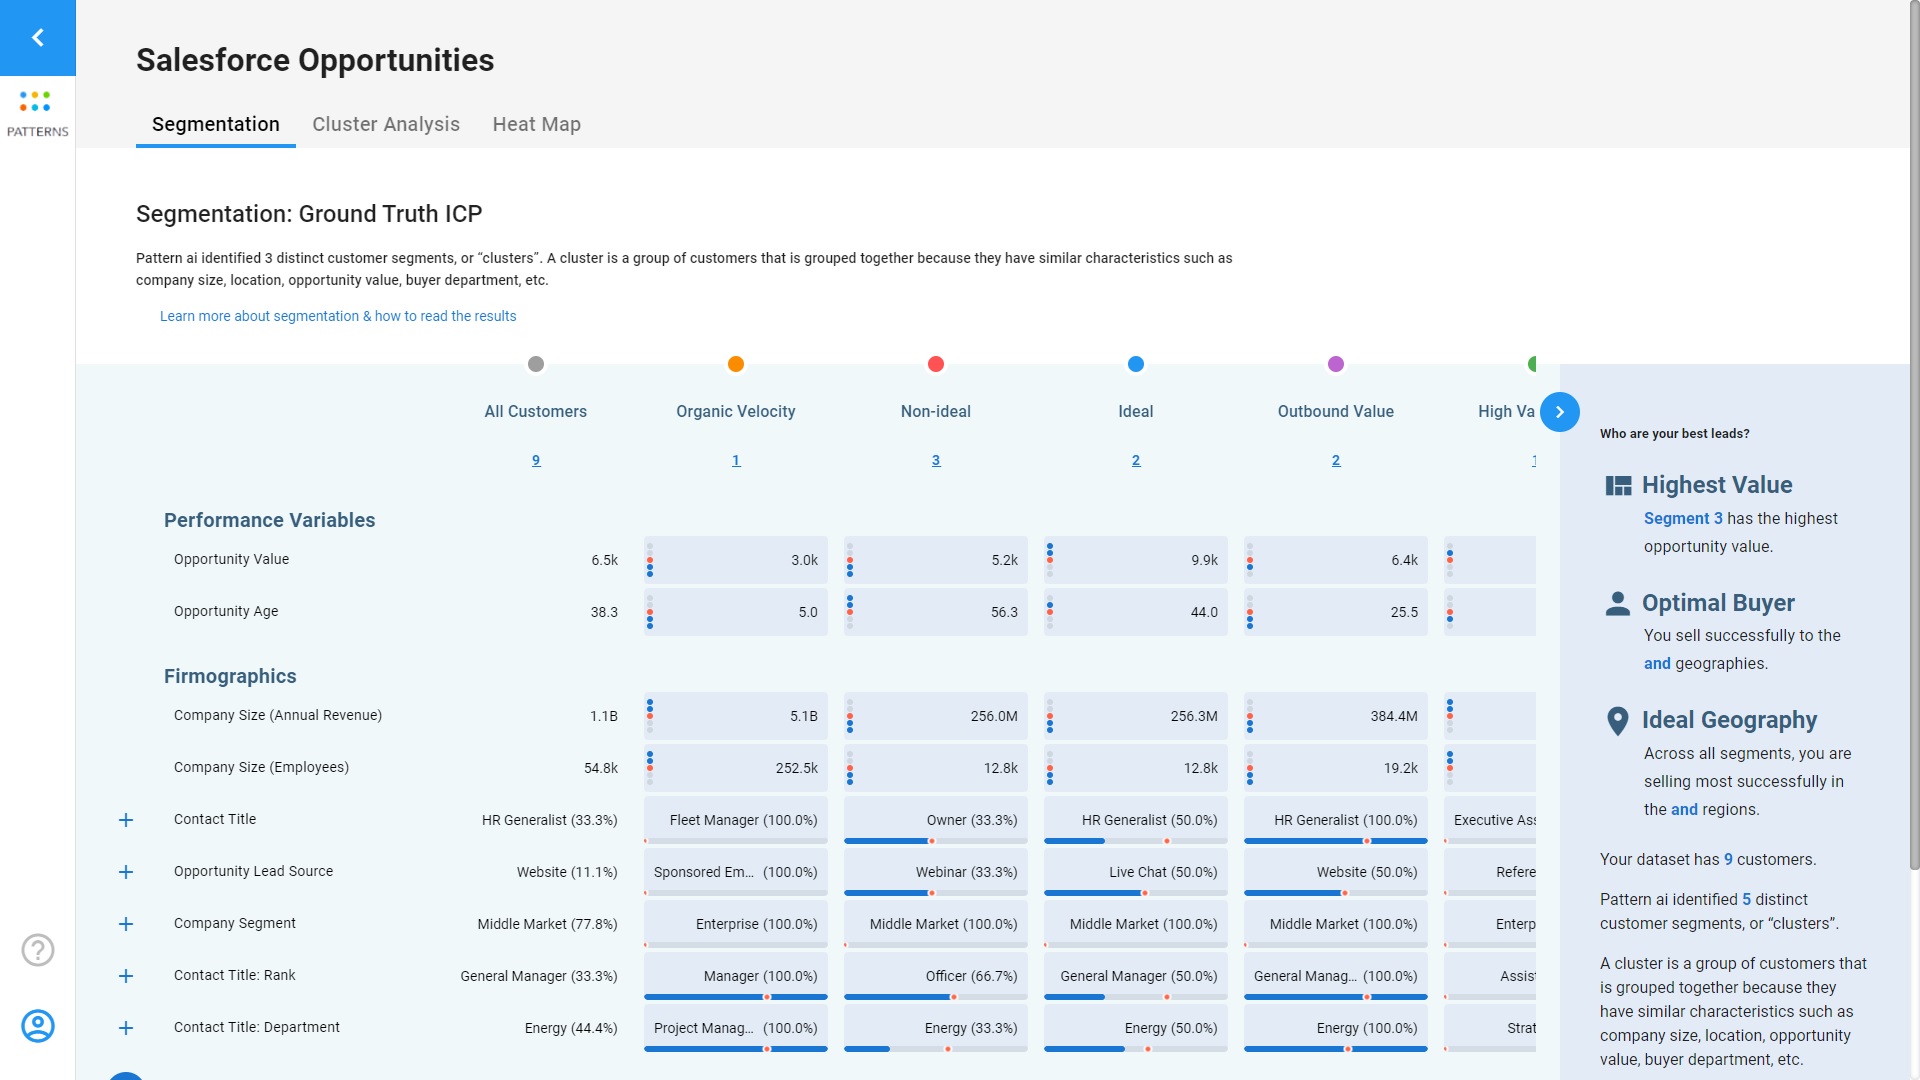 Salesforce Opportunities
PATTERNS
Segmentation Cluster Analysis Heat Map
Segmentation: Ground Truth ICP
Pattern ai identified 3 distinct customer segments, or “clusters”. A cluster is a group of customers that is grouped together because they have similar characteristics such as
company size, location, opportunity value, buyer department, etc.
Learn more about segmentation & how to read the results
All Customers Organic Velocity Non-ideal Ideal Outbound Value High Va
9 1 3 2 2 1
Performance Variables
Opportunity Value 6.5k 3.0k 5.2k 9.9k 6.4k
Opportunity Age 38.3 5.0 56.3 44.0 25.5
Firmographics
Company Size (Annual Revenue) 1.1B 5.1B 256.0M 256.3M 384.4M
Company Size (Employees) 54.8k 252.5k 12.8k 12.8k 19.2k
Contact Title HR Generalist (33.3%) Fleet Manager (100.0%) Owner (33.3%) HR Generalist (50.0%) HR Generalist (100.0%) Executive Ass
Opportunity Lead Source Website (11.1%) Sponsored Em... (100.0%) Webinar (33.3%) Live Chat (50.0%) Website (50.0%) Refere
Company Segment Middle Market (77.8%) Enterprise (100.0%) Middle Market (100.0%) Middle Market (100.0%) Middle Market (100.0%) Enterp
Contact Title: Rank General Manager (33.3%) Manager (100.0%) Officer (66.7%) General Manager (50.0%) General Manag... (100.0%) Assist
Contact Title: Department Energy (44.4%) Project Manag... (100.0%) Energy (33.3%) Energy (50.0%) Energy (100.0%) Strat
Who are your best leads?
Highest Value
Segment 3 has the highest
opportunity value.
Optimal Buyer
You sell successfully to the
and geographies.
Ideal Geography
Across all segments, you are
selling most successfully in
the and regions.
Your dataset has 9 customers.
Pattern ai identified 5 distinct
customer segments, or “clusters”.
A cluster is a group of customers that
is grouped together because they
have similar characteristics such as
company size, location, opportunity
value, buyer department, etc.